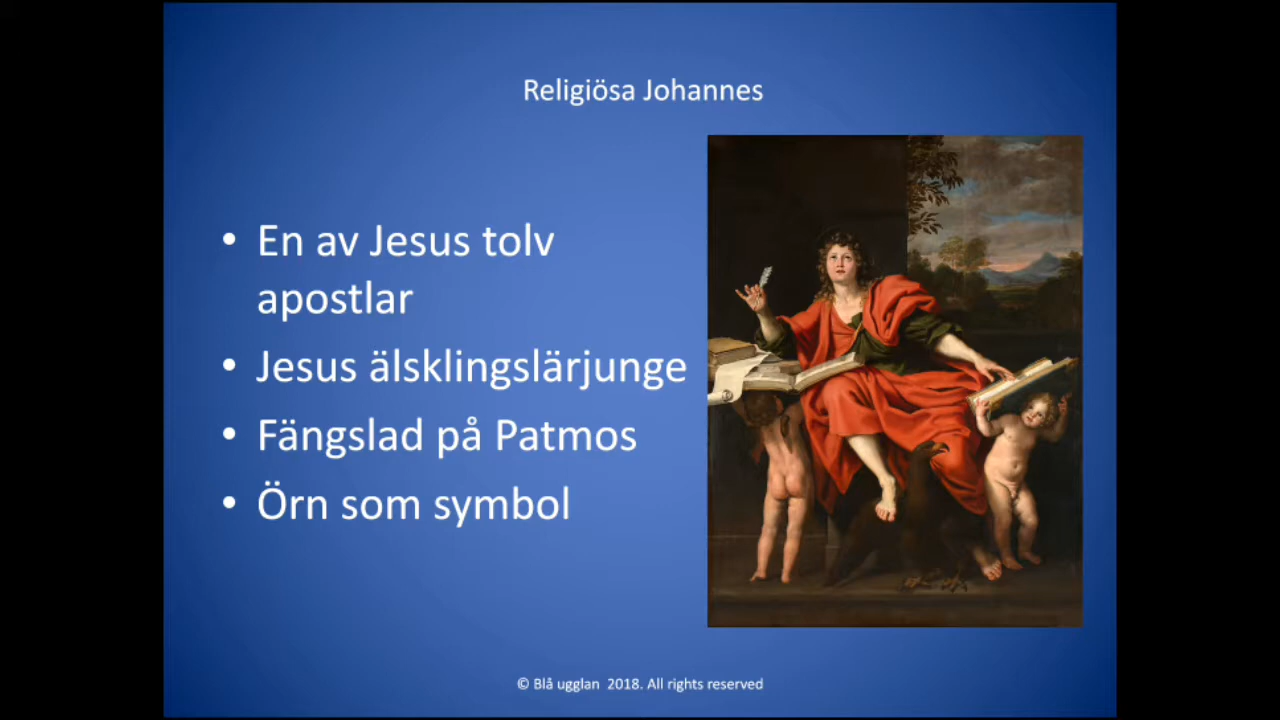 Religiösa Johannes
• En av Jesus tolv
apostlar
• Jesus älsklingslärjunge
• Fängslad på Patmos
• Örn som symbol
© Blå ugglan 2018. All rights reserved